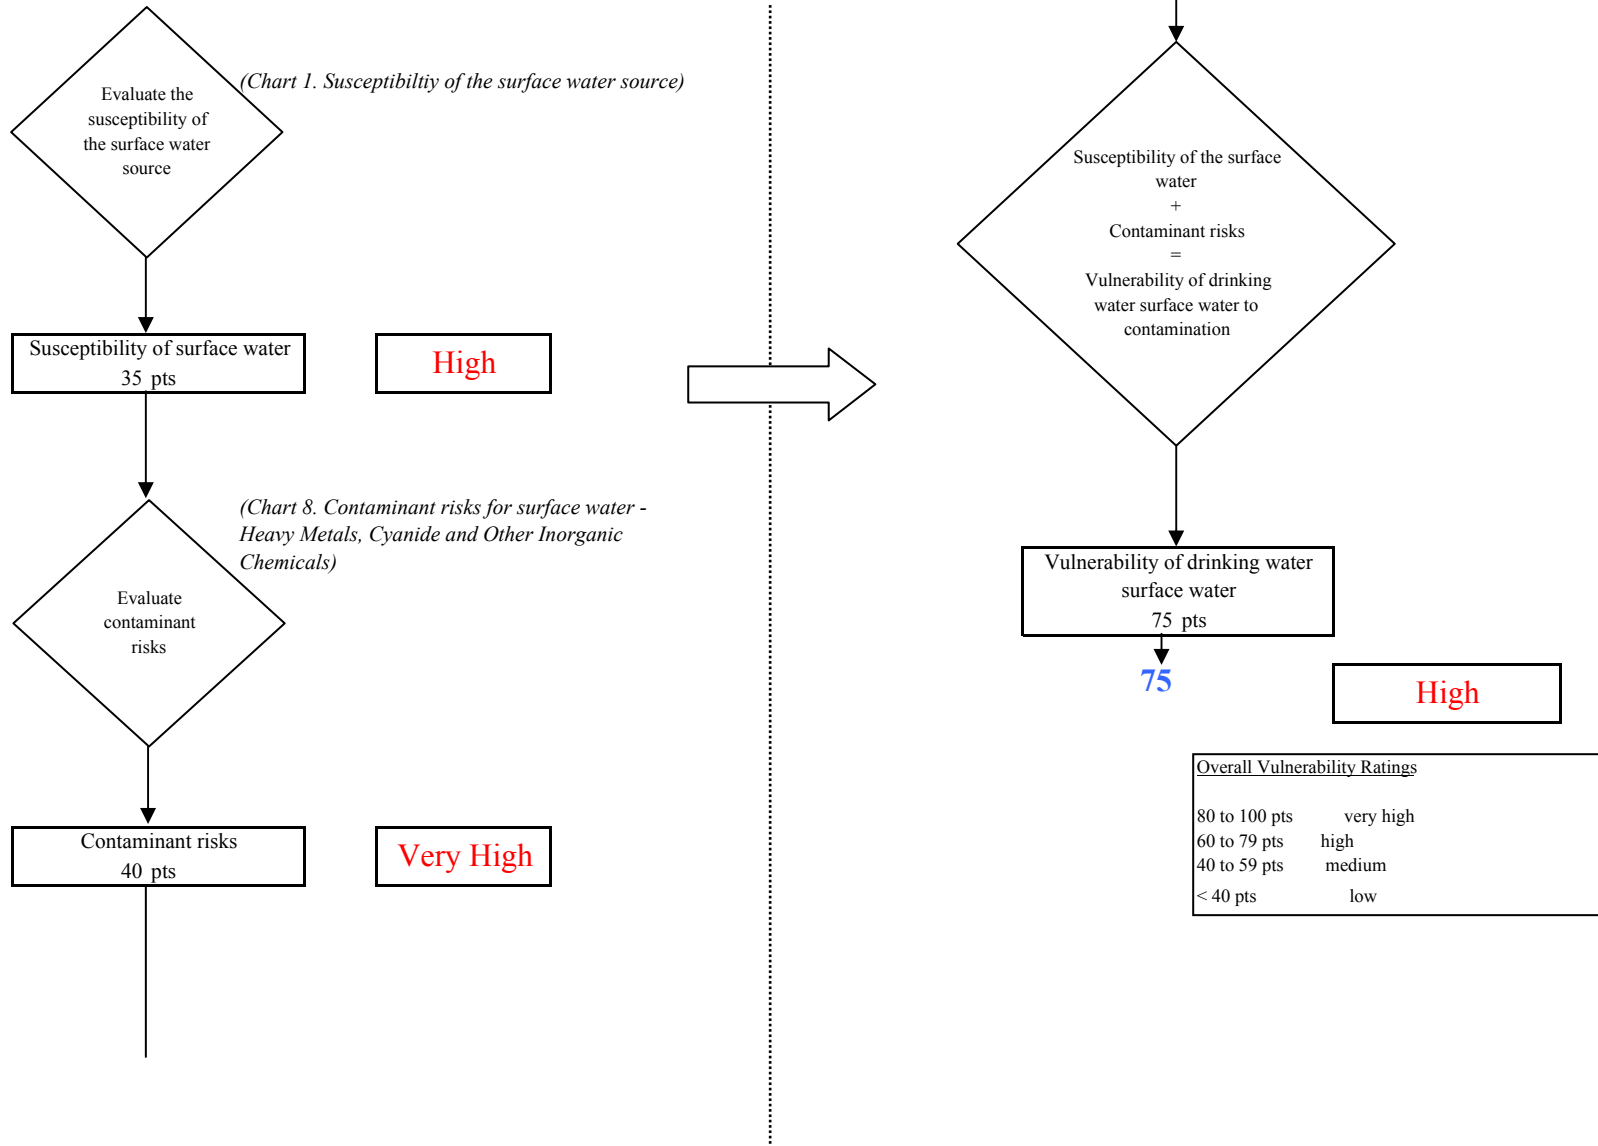 Evaluate the
susceptibility of
the surface water
source
(Chart 1. Susceptibiltiy of the surface water source)
Susceptibility of surface water
35 pts
High
(Chart 8. Contaminant risks for surface water -
Heavy Metals, Cyanide and Other Inorganic
Chemicals)
Evaluate
contaminant
risks
Contaminant risks
40 pts
Very High
Susceptibility of the surface
water
+
Contaminant risks
=
Vulnerability of drinking
water surface water to
contamination
Vulnerability of drinking water
surface water
75 pts
75
High
Overall Vulnerability Ratings
80 to 100 pts very high
60 to 79 pts high
40 to 59 pts medium
< 40 pts low